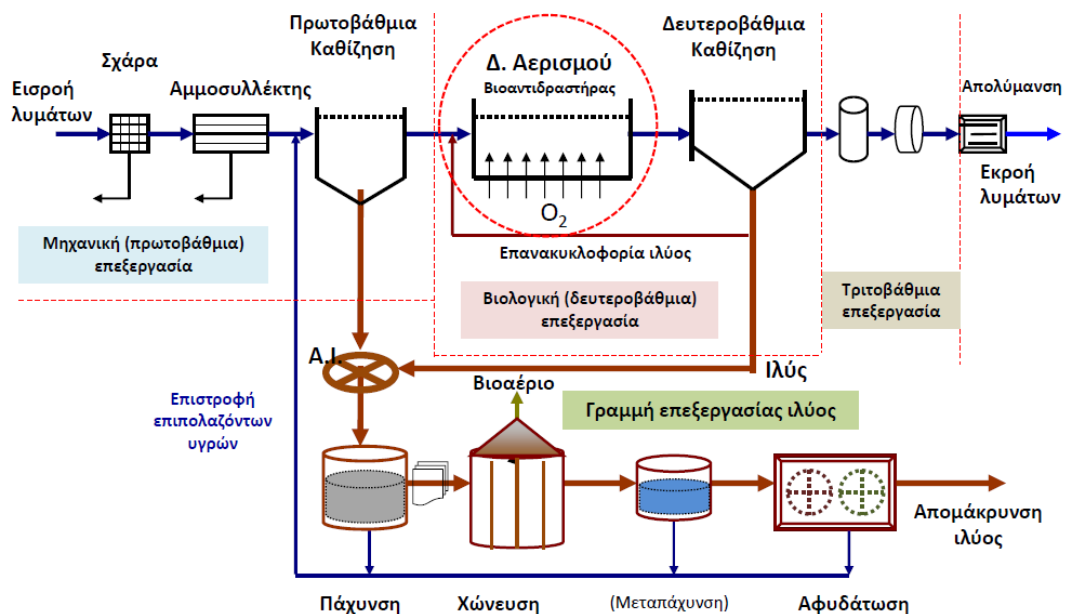 Πρωτοβάθμια
Καθίζηση
Δευτεροβάθμια
Καθίζηση
Σχάρα
Δ. Αερισμού
Βιοαντιδραστήρας
Εισροή
λυμάτων
Αμμοσυλλέκτης
Απολύμανση
Εκροή
λυμάτων
O2
Επανακυκλοφορία ιλύος
Μηχανική (πρωτοβάθμια)
επεξεργασία
Βιολογική (δευτεροβάθμια)
επεξεργασία
Τριτοβάθμια
επεξεργασία
Α.Ι.
Ιλύς
Βιοαέριο
Γραμμή επεξεργασίας ιλύος
Επιστροφή
επιπολαζόντων
υγρών
Απομάκρυνση
ιλύος
Πάχυνση
Χώνευση
(Μεταπάχυνση)
Αφυδάτωση